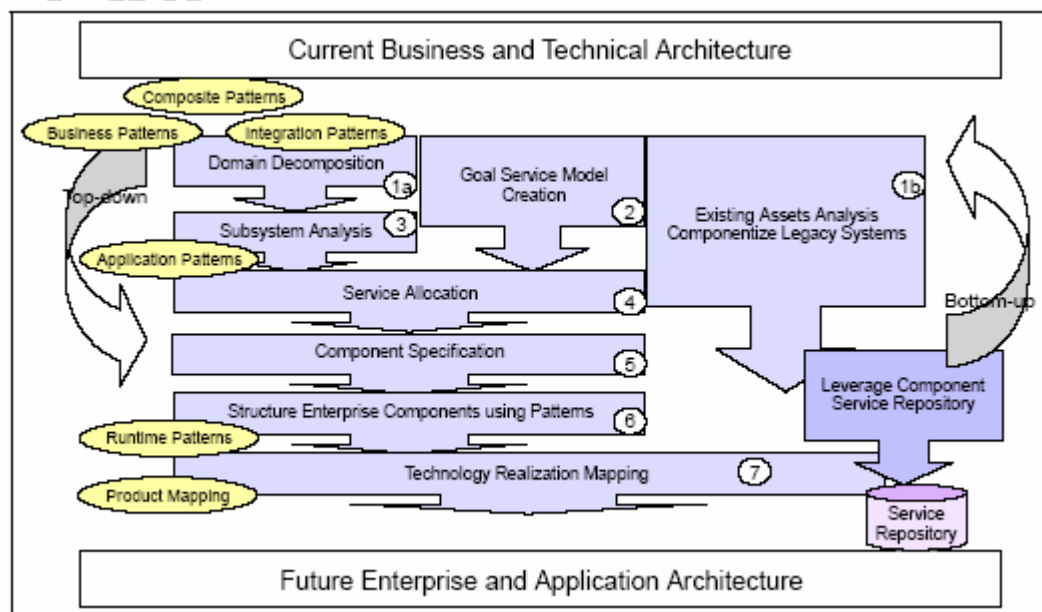 Current Business and Technical Architecture
Composite Patterns
Business Patterns
Integration Patterns
Domain Decomposition
1a
Top-down
Goal Service Model
Creation
2
1b
Existing Assets Analysis
Componentize Legacy Systems
Subsystem Analysis
3
Application Patterns
Service Allocation
4
Bottom-up
Component Specification
5
Leverage Component
Service Repository
Structure Enterprise Components using Patterns
6
Runtime Patterns
Technology Realization Mapping
7
Product Mapping
Service
Repository
Future Enterprise and Application Architecture